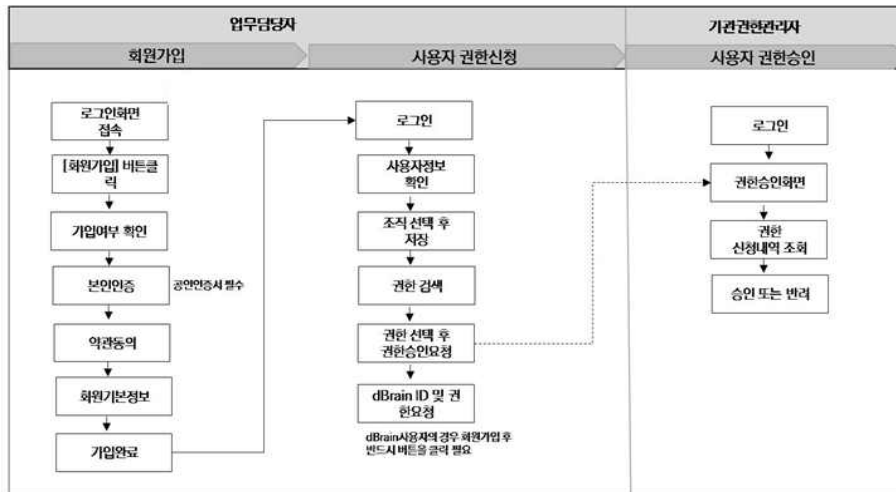 업무담당자
기관권한관리자
회원가입
사용자 권한신청
사용자 권한승인
로그인화면
접속
[회원가입] 버튼클
릭
가입여부 확인
본인인증
공인인증서 필수
약관동의
회원기본정보
가입완료
로그인
사용자정보
확인
조직 선택 후
저장
권한 검색
권한 선택 후
권한승인요청
dBrain ID 및 권
한요청
dBrain사용자의 경우 회원가입 후
반드시 버튼을 클릭 필요
로그인
권한승인화면
권한
신청내역 조회
승인 또는 반려